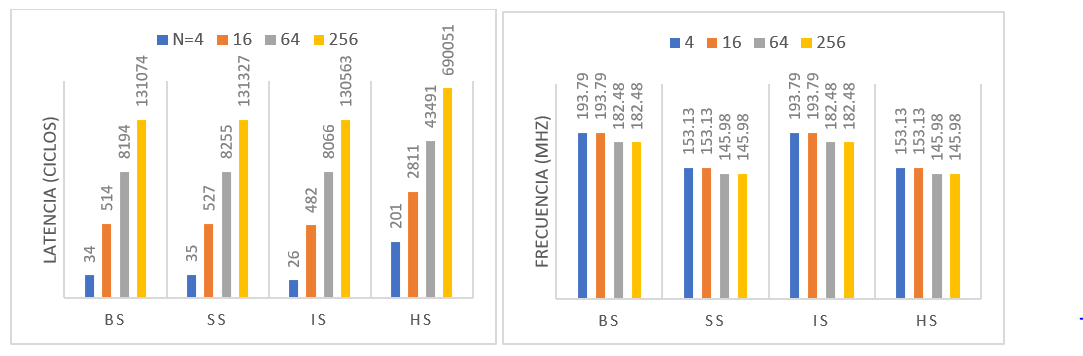 N=4 16 64 256
LATENCIA (CICLOS)
34 514 8194 131074
35 527 8255 131327
26 482 8066 130563
201 2811 43491 690051
BS SS IS HS
4 16 64 256
FRECUENCIA (MHZ)
193.79 193.79 182.48 182.48
153.13 153.13 145.98 145.98
193.79 193.79 182.48 182.48
153.13 153.13 145.98 145.98
BS SS IS HS